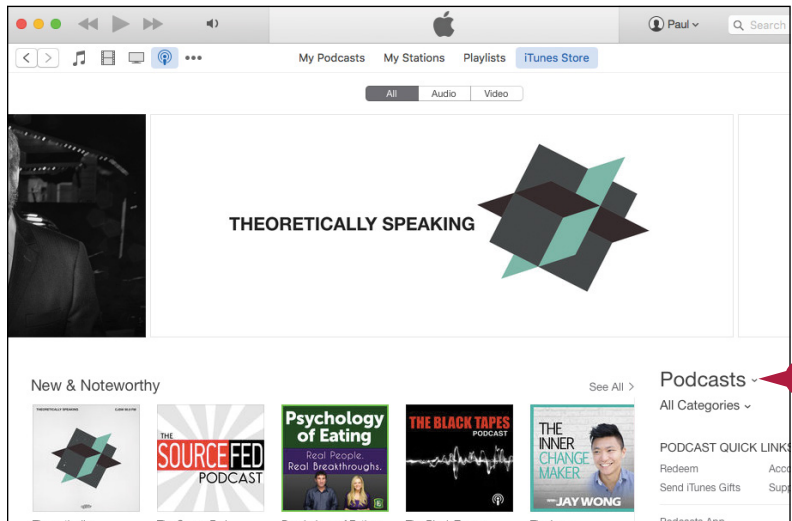 Paul
Search
My Podcasts My Stations Playlists iTunes Store
All Audio Video
THEORETICALLY SPEAKING
New & Noteworthy
See All >
Podcasts
All Categories
PODCAST QUICK LINKS
Redeem
Send iTunes Gifts
THEORETICALLY SPEAKING
THE
SOURCEFED
PODCAST
Psychology
of Eating
Real People.
Real Breakthroughs.
THE BLACK TAPES
PODCAST
THE
INNER
CHANGE
MAKER
JAY WONG